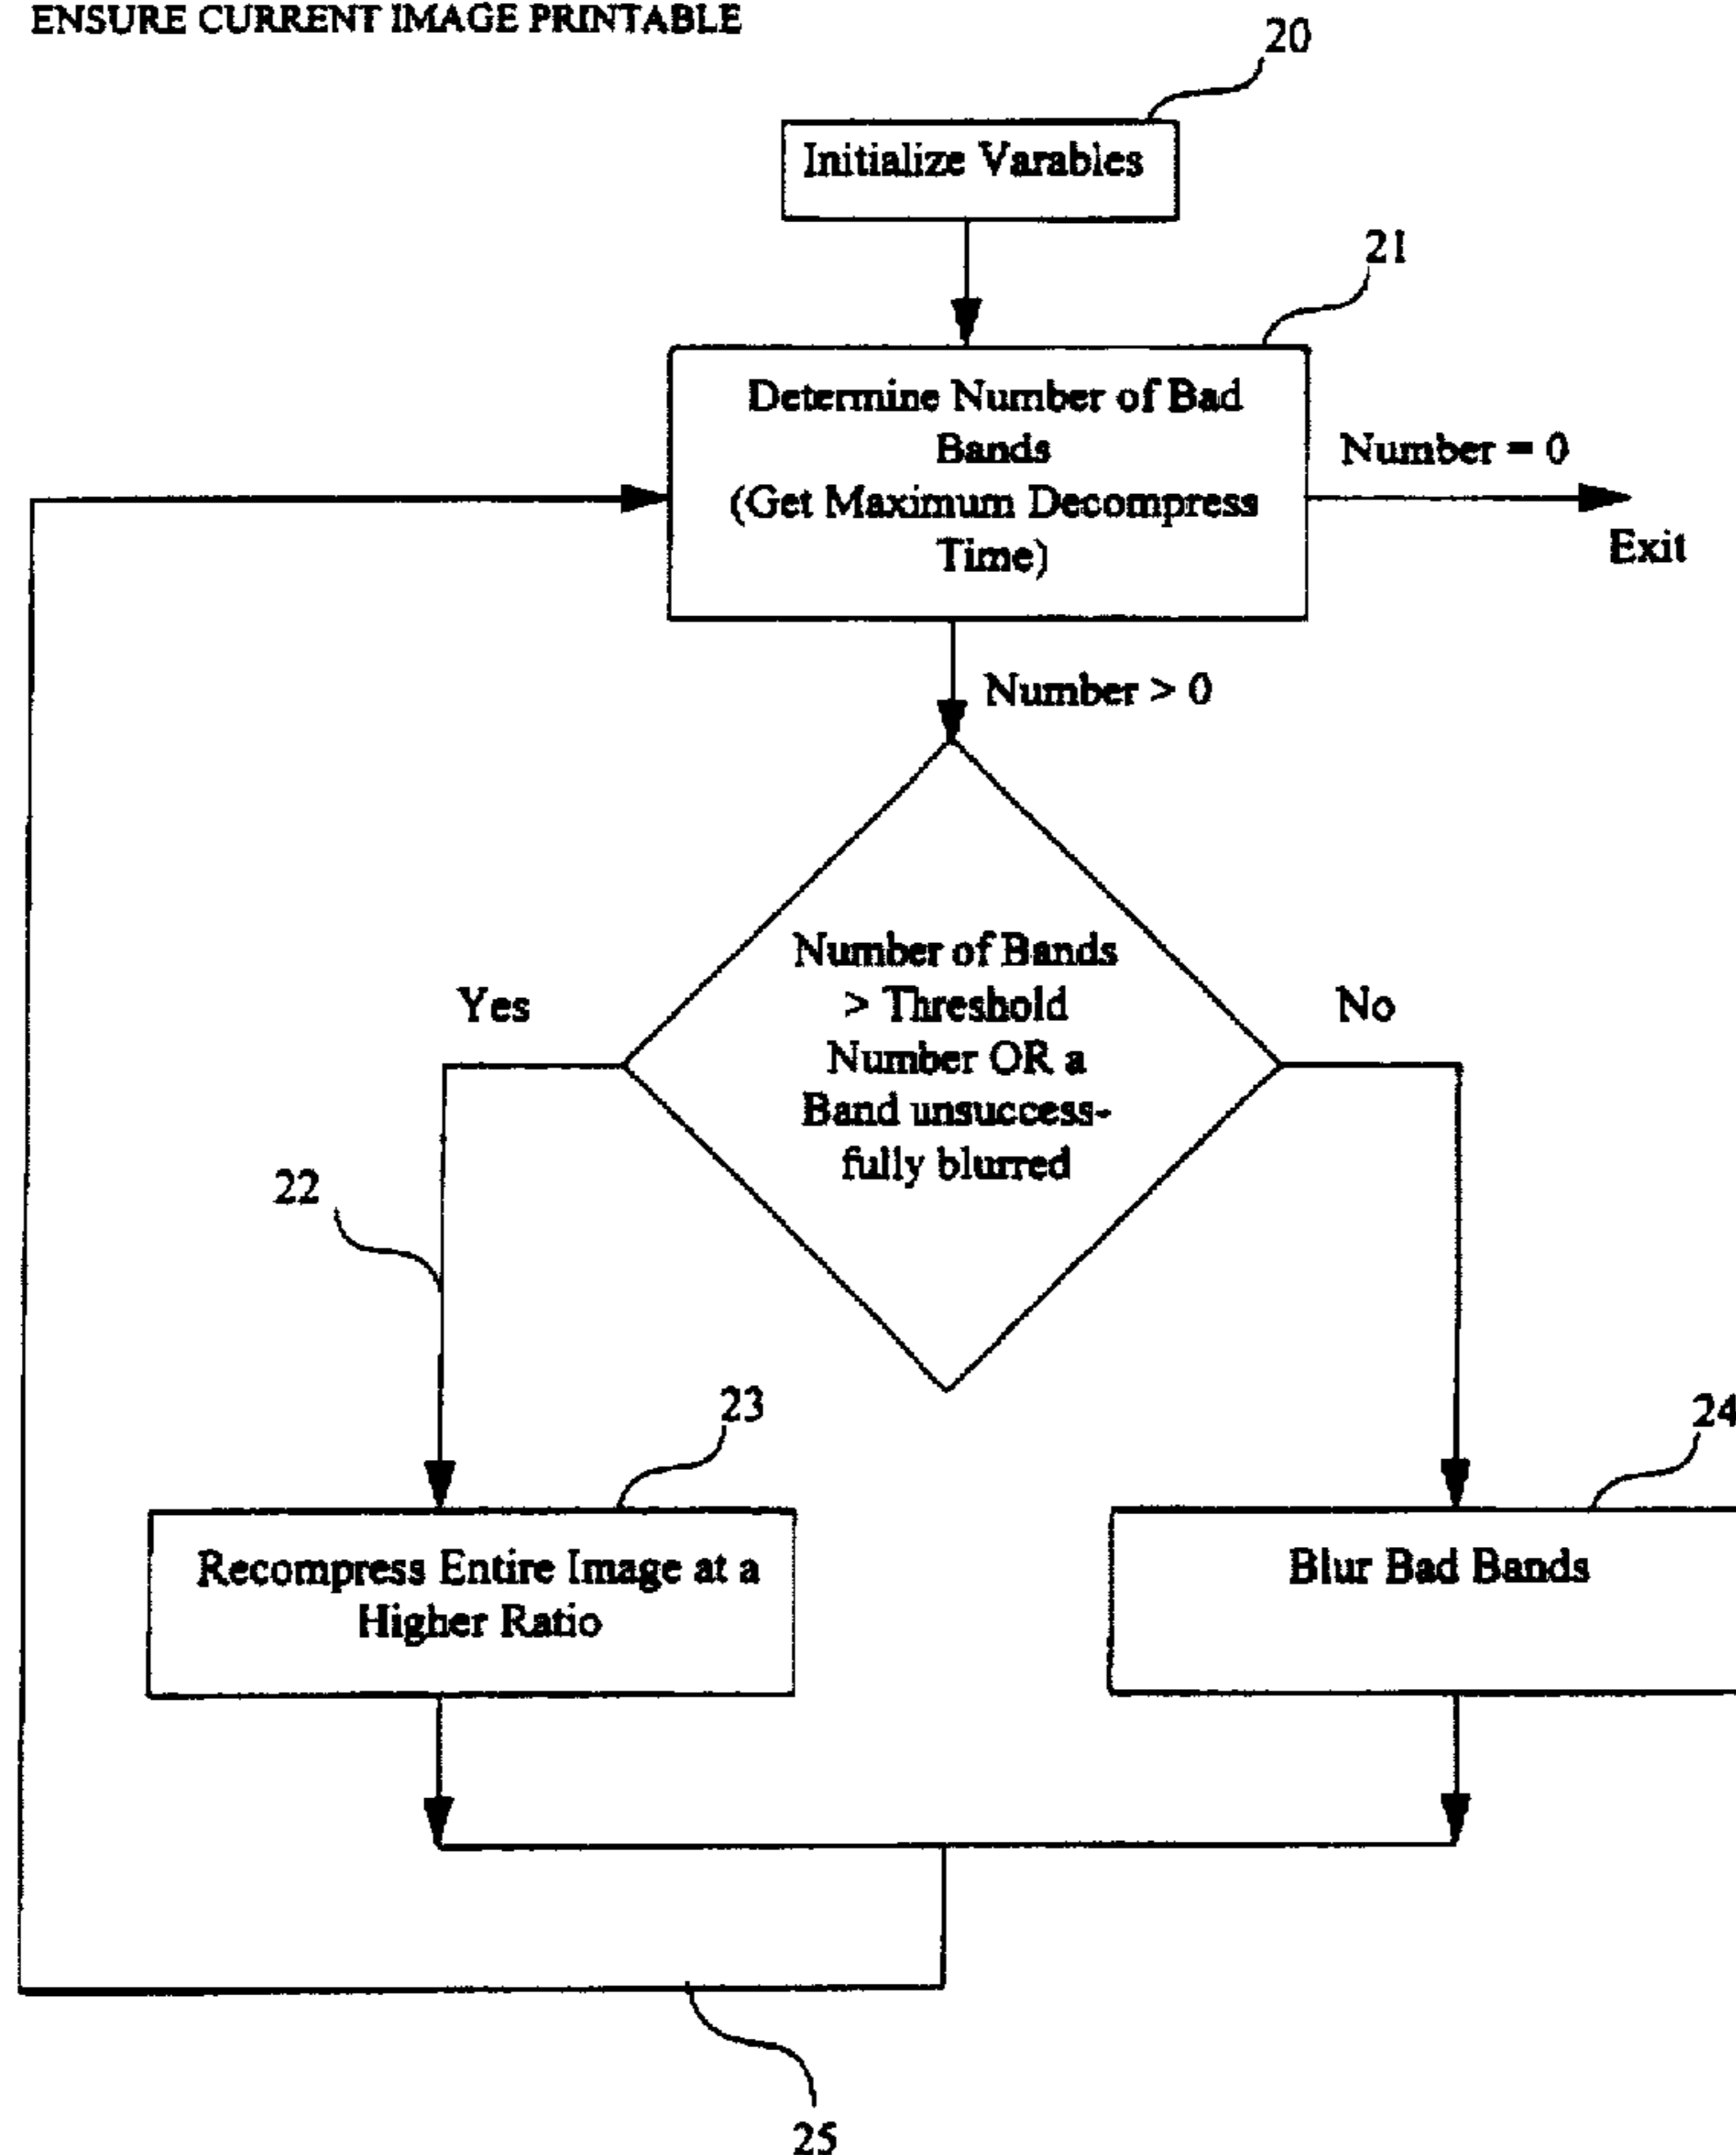 ENSURE CURRENT IMAGE PRINTABLE
20
Initialize Varables
21
Determine Number of Bad
Bands
(Get Maximum Decompress
Time)
Number = 0
Exit
Number > 0
Number of Bands
> Threshold
Number OR a
Band unsuccess-
fully blurred
Yes
No
22
23
24
Recompress Entire Image at a
Higher Ratio
Blur Bad Bands
25